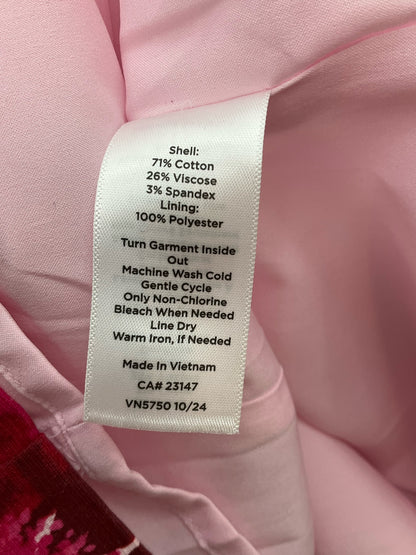 Shell:
71% Cotton
26% Viscose
3% Spandex
Lining:
100% Polyester
Turn Garment Inside
Out
Machine Wash Cold
Gentle Cycle
Only Non-Chlorine
Bleach When Needed
Line Dry
Warm Iron, If Needed
Made In Vietnam
CA# 23147
VN5750 10/24